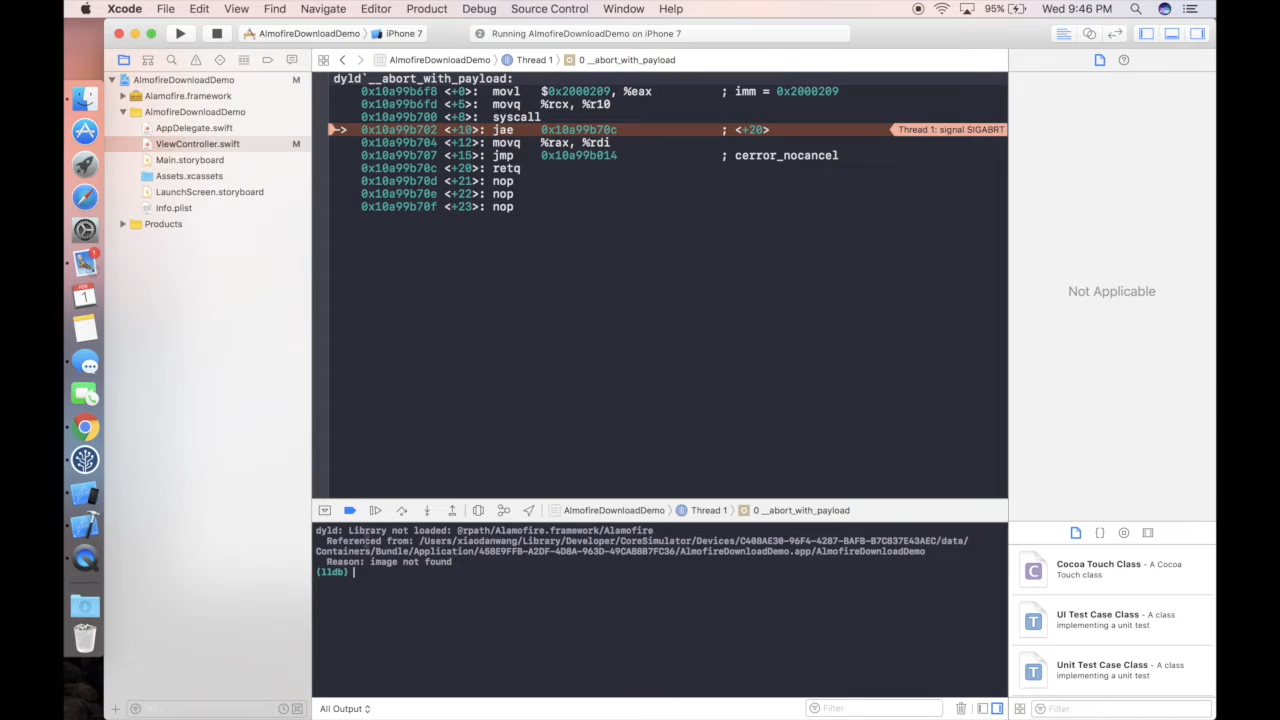 Xcode File Edit View Find Navigate Editor Product Debug Source Control Window Help 95% Wed 9:46 PM
AlmofireDownloadDemo iPhone 7 2 Running AlmofireDownloadDemo on iPhone 7
AlmofireDownloadDemo Thread 1 0 __abort_with_payload
AlmofireDownloadDemo M
Alamofire.framework
AlmofireDownloadDemo
AppDelegate.swift
ViewController.swift M
Main.storyboard
Assets.xcassets
LaunchScreen.storyboard
Info.plist
Products
dyld`__abort_with_payload:
0x10a99b6f8 <+0>: movl $0x2000209, %eax ; imm = 0x2000209
0x10a99b6fd <+5>: movq %rcx, %r10
0x10a99b700 <+8>: syscall
-> 0x10a99b702 <+10>: jae 0x10a99b70c ; <+20> Thread 1: signal SIGABRT
0x10a99b704 <+12>: movq %rax, %rdi
0x10a99b707 <+15>: jmp 0x10a99b014 ; cerror_nocancel
0x10a99b70c <+20>: retq
0x10a99b70d <+21>: nop
0x10a99b70e <+22>: nop
0x10a99b70f <+23>: nop
Not Applicable
FEB
1
1
AlmofireDownloadDemo Thread 1 0 __abort_with_payload
dyld: Library not loaded: @rpath/Alamofire.framework/Alamofire
Referenced from: /Users/xiaodanwang/Library/Developer/CoreSimulator/Devices/C408AE30-96F4-4287-BAFB-B7C837E43AEC/data/
Containers/Bundle/Application/458E9FFB-A2DF-4D8A-963D-49CAB8B7FC36/AlmofireDownloadDemo.app/AlmofireDownloadDemo
Reason: image not found
(lldb)
C Cocoa Touch Class - A Cocoa
Touch class
T UI Test Case Class - A class
implementing a unit test
T Unit Test Case Class - A class
implementing a unit test
All Output Filter Filter